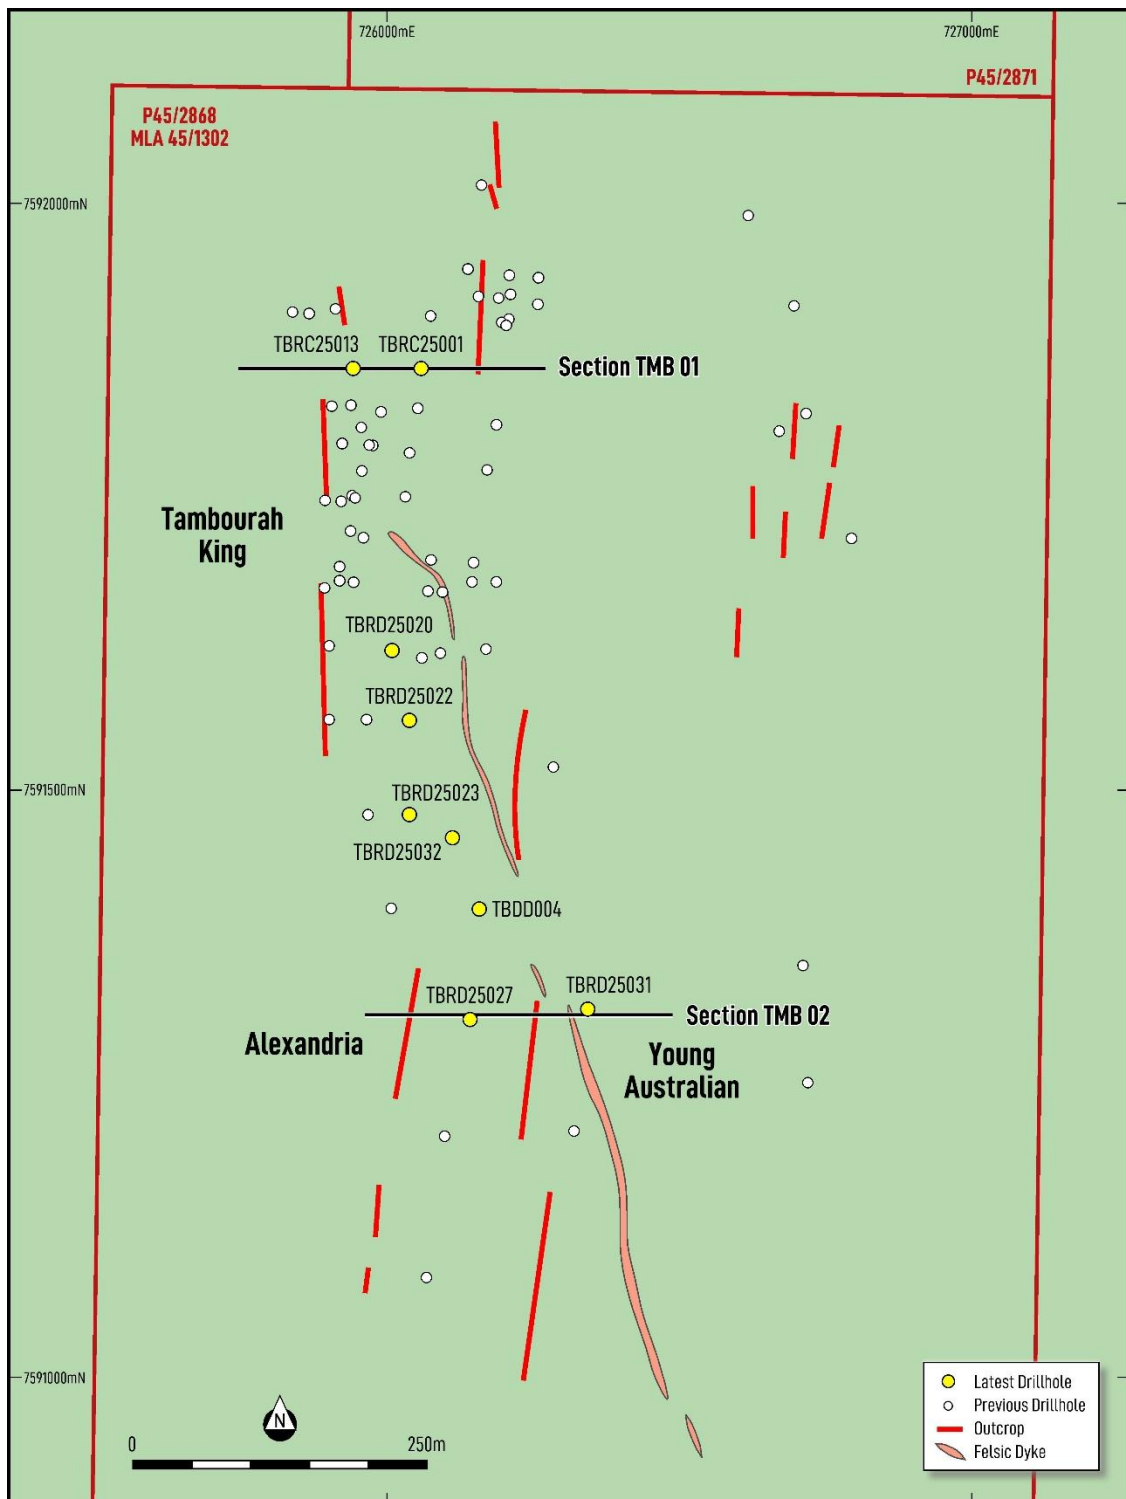 726000mE
727000mE
P45/2871
P45/2868
MLA 45/1302
7592000mN
TBRC25013
TBRC25001
Section TMB 01
Tambourah
King
TBRD25020
TBRD25022
7591500mN
TBRD25023
TBRD25032
TBDD004
TBRD25027
TBRD25031
Section TMB 02
Alexandria
Young
Australian
7591000mN
N
0
250m
Latest Drillhole
Previous Drillhole
Outcrop
Felsic Dyke